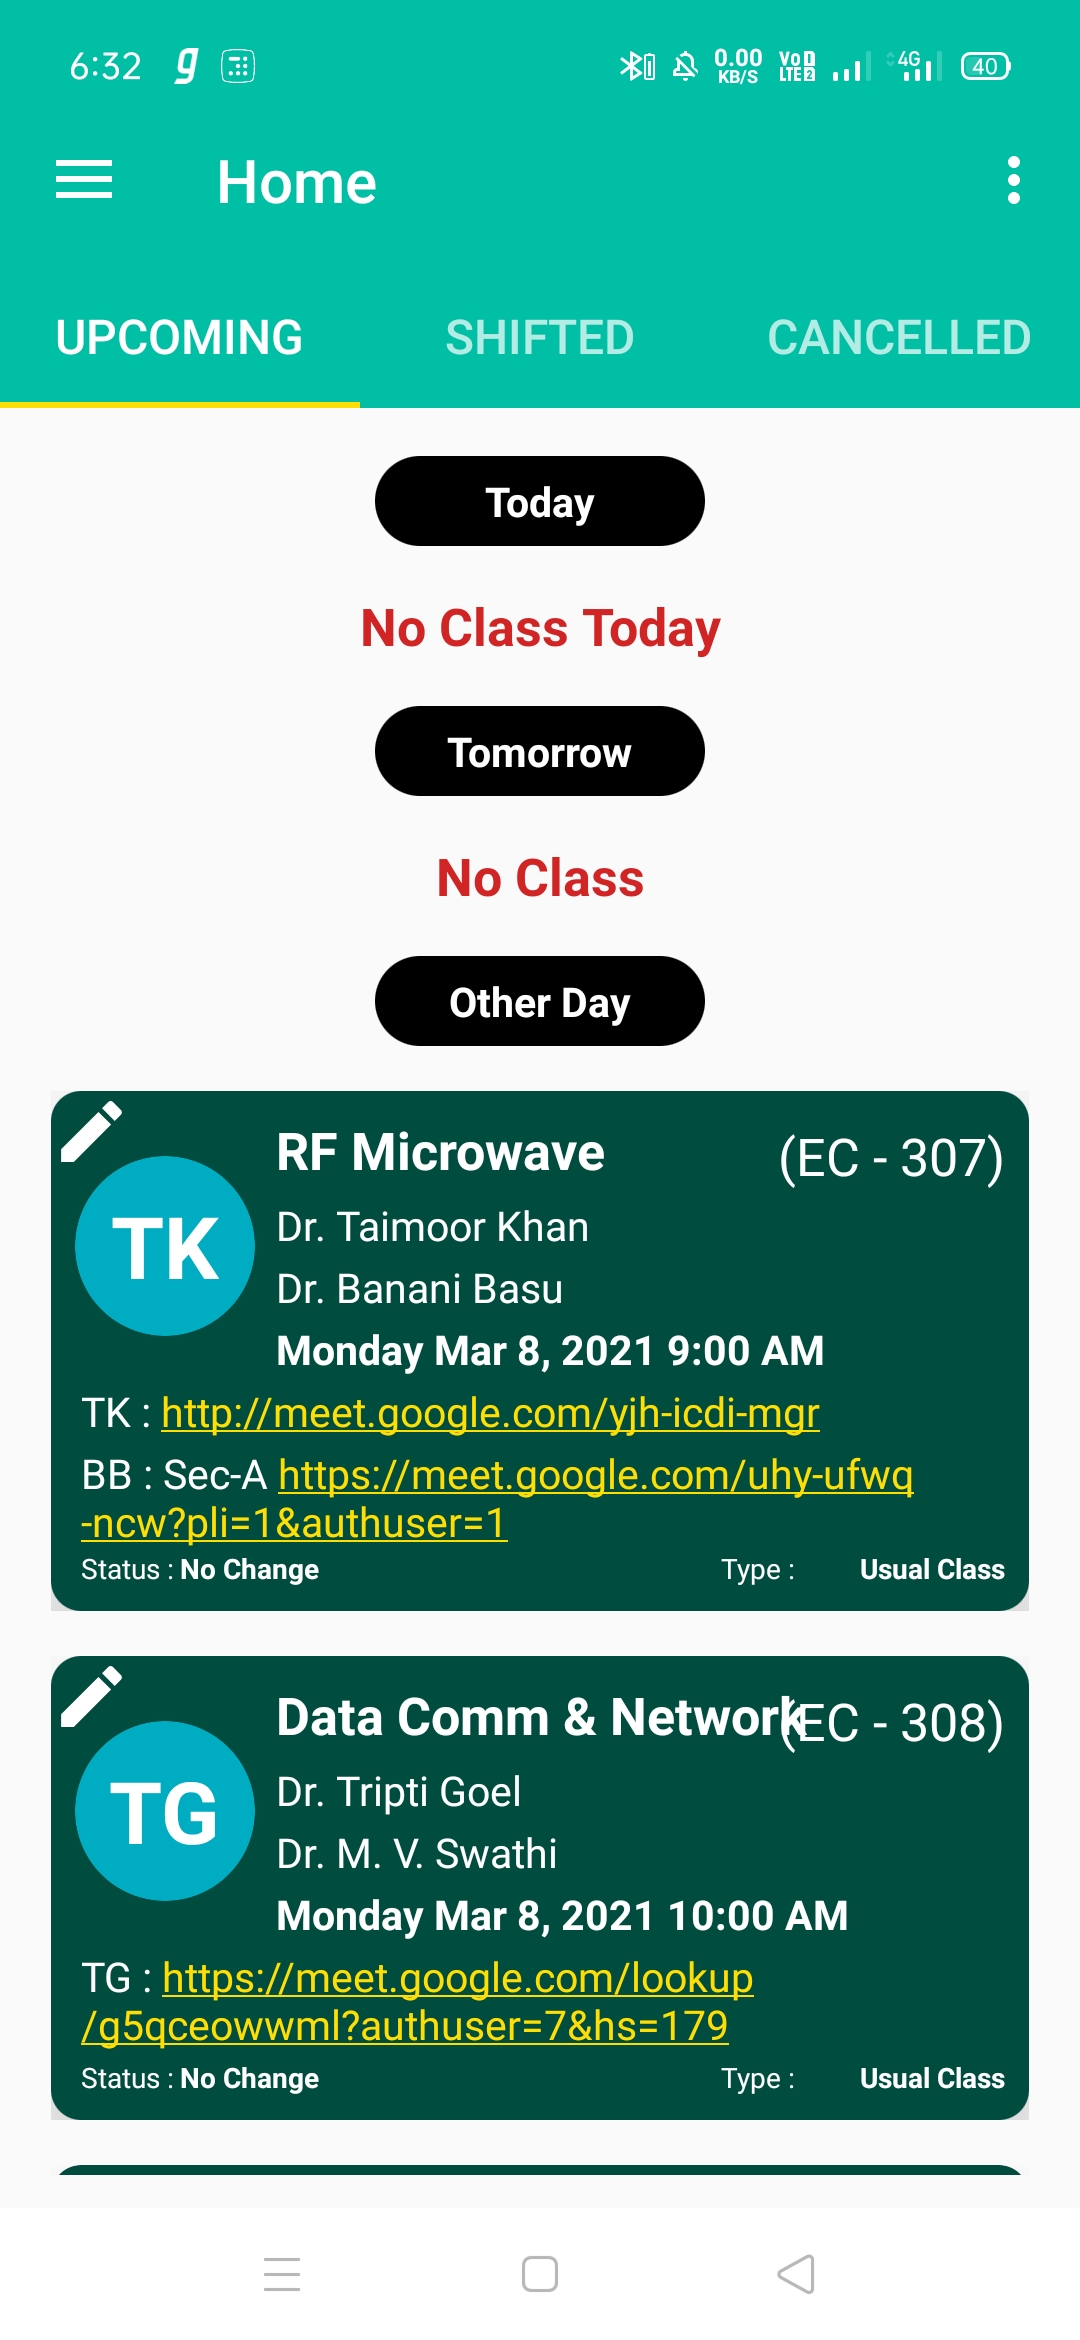 6:32 g 0.00 KB/S VoD LTE 2 4G 40
Home
UPCOMING SHIFTED CANCELLED
Today
No Class Today
Tomorrow
No Class
Other Day
RF Microwave (EC - 307)
TK
Dr. Taimoor Khan
Dr. Banani Basu
Monday Mar 8, 2021 9:00 AM
TK : http://meet.google.com/yjh-icdi-mgr
BB : Sec-A https://meet.google.com/uhy-ufwq
-ncw?pli=1&authuser=1
Status : No Change Type : Usual Class
Data Comm & Network (EC - 308)
TG
Dr. Tripti Goel
Dr. M. V. Swathi
Monday Mar 8, 2021 10:00 AM
TG : https://meet.google.com/lookup
/g5qceowwml?authuser=7&hs=179
Status : No Change Type : Usual Class